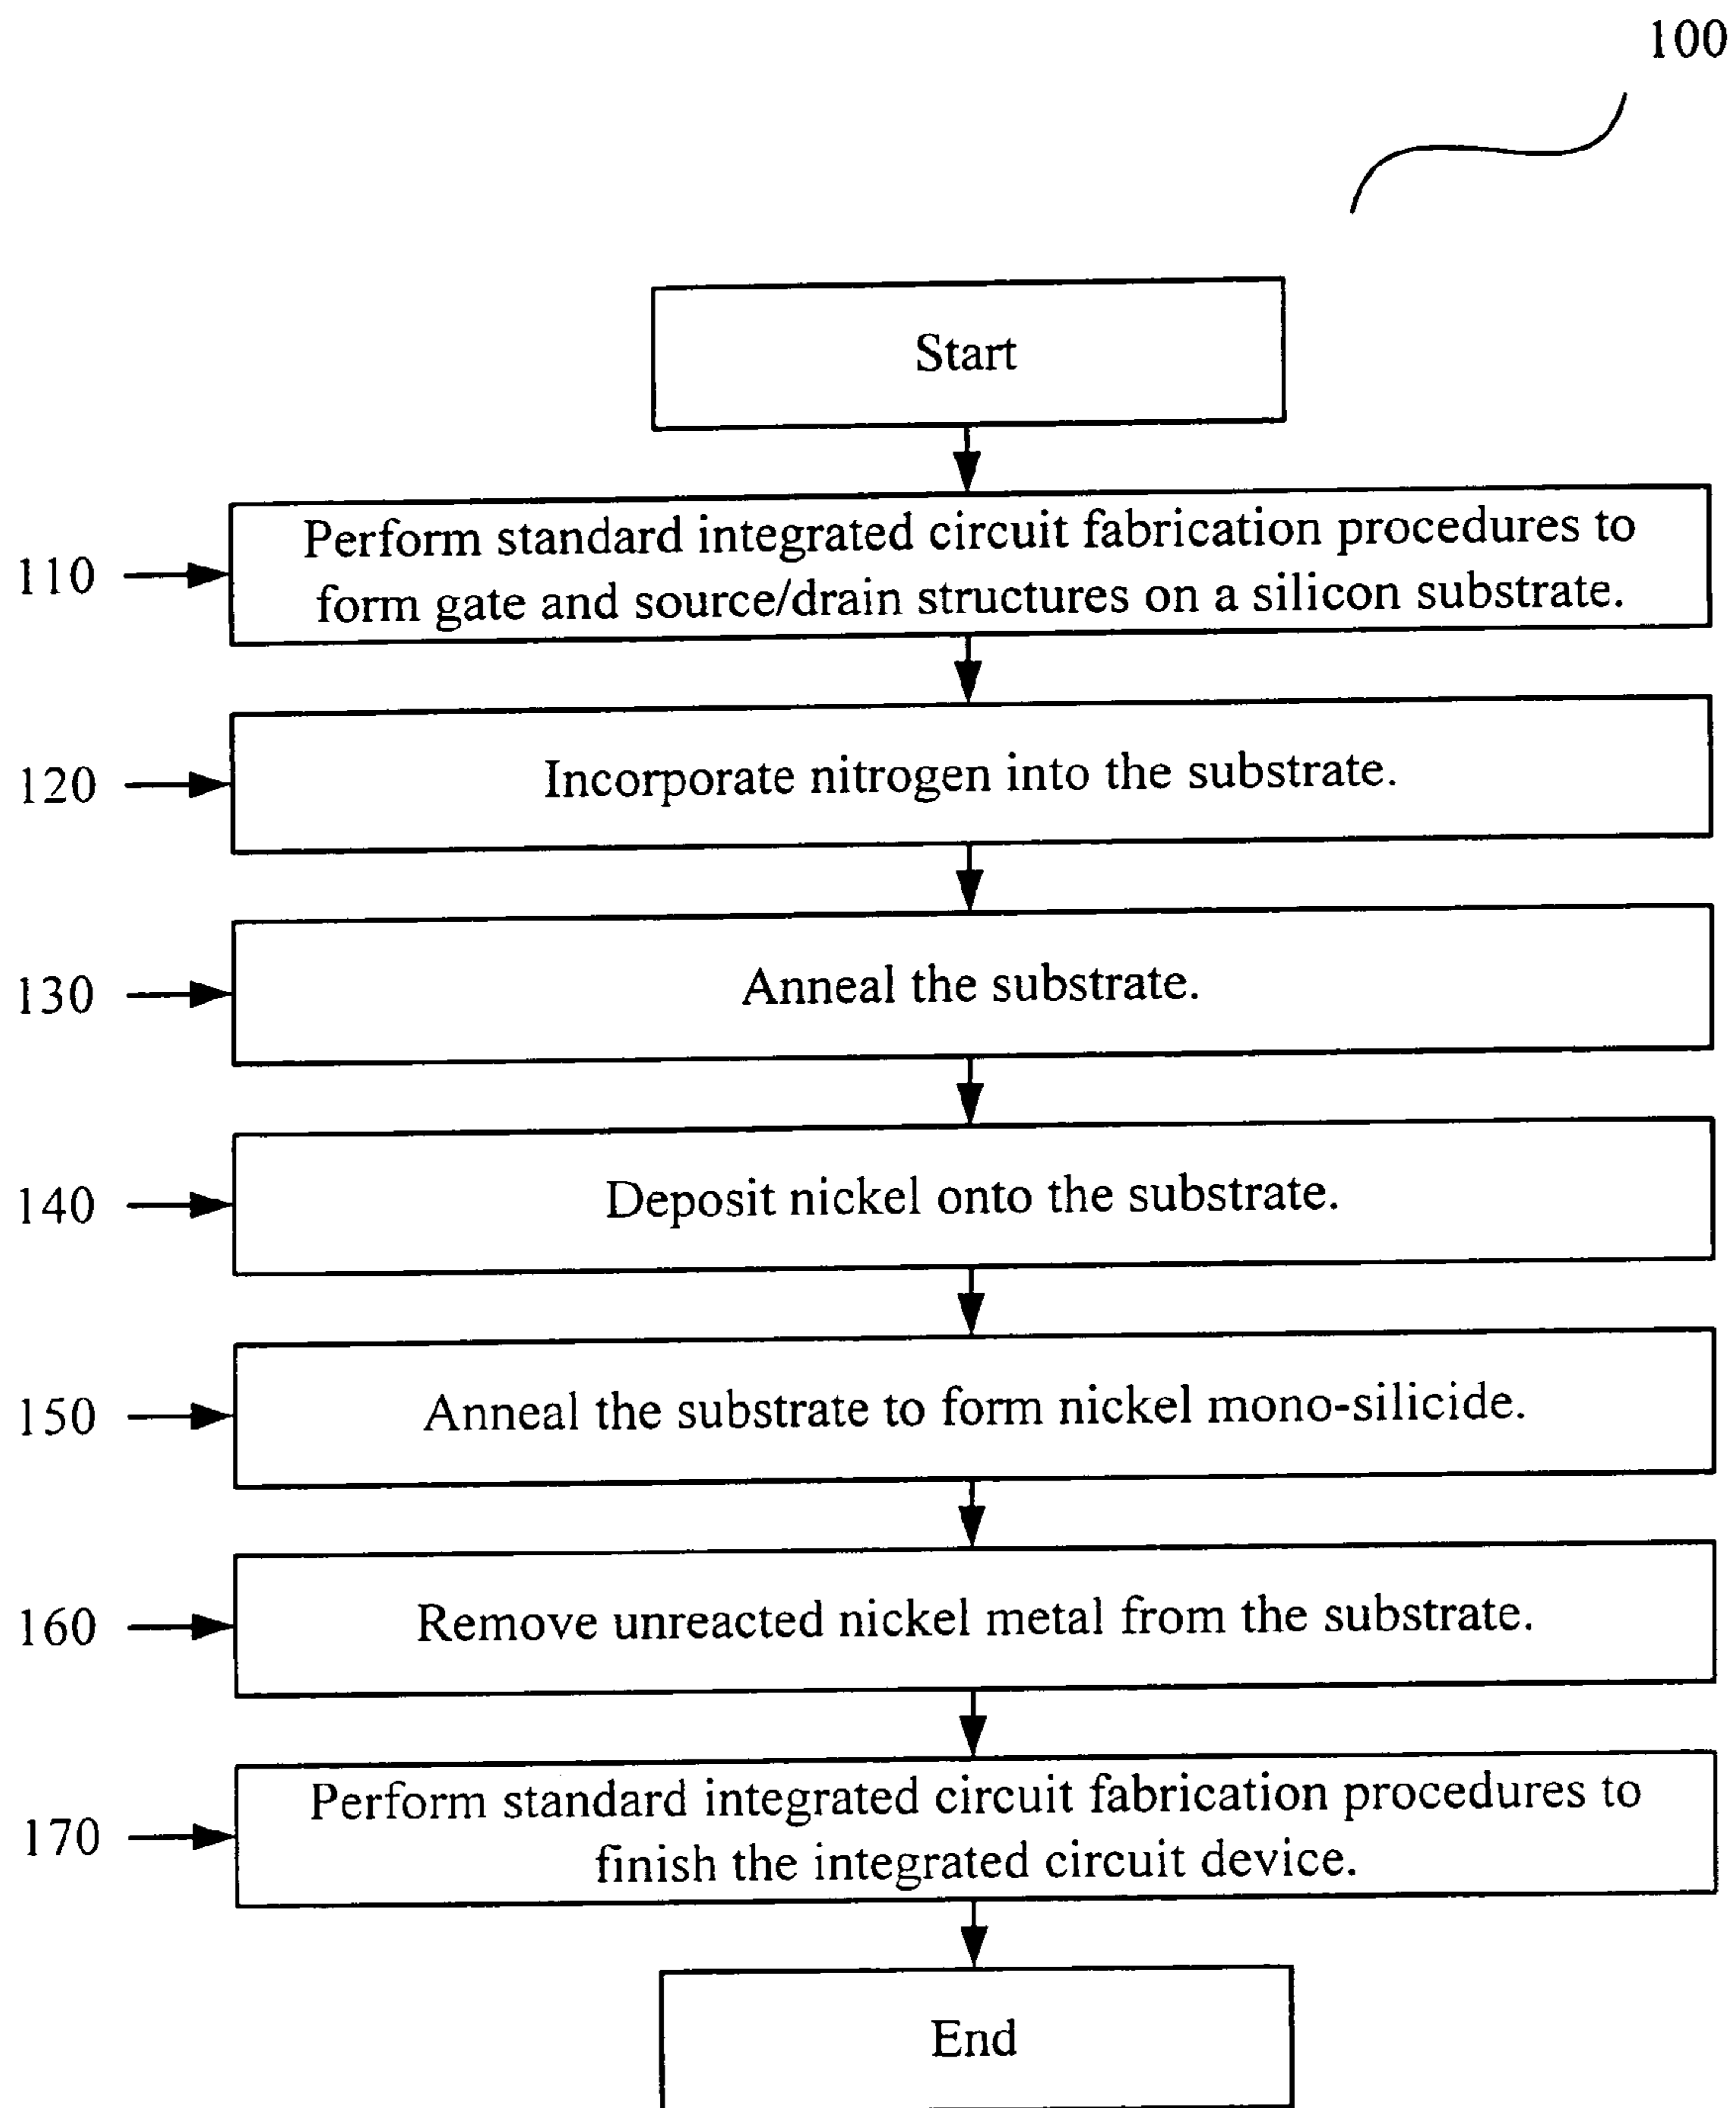 100
Start
110
Perform standard integrated circuit fabrication procedures to
form gate and source/drain structures on a silicon substrate.
120
Incorporate nitrogen into the substrate.
130
Anneal the substrate.
140
Deposit nickel onto the substrate.
150
Anneal the substrate to form nickel mono-silicide.
160
Remove unreacted nickel metal from the substrate.
170
Perform standard integrated circuit fabrication procedures to
finish the integrated circuit device.
End